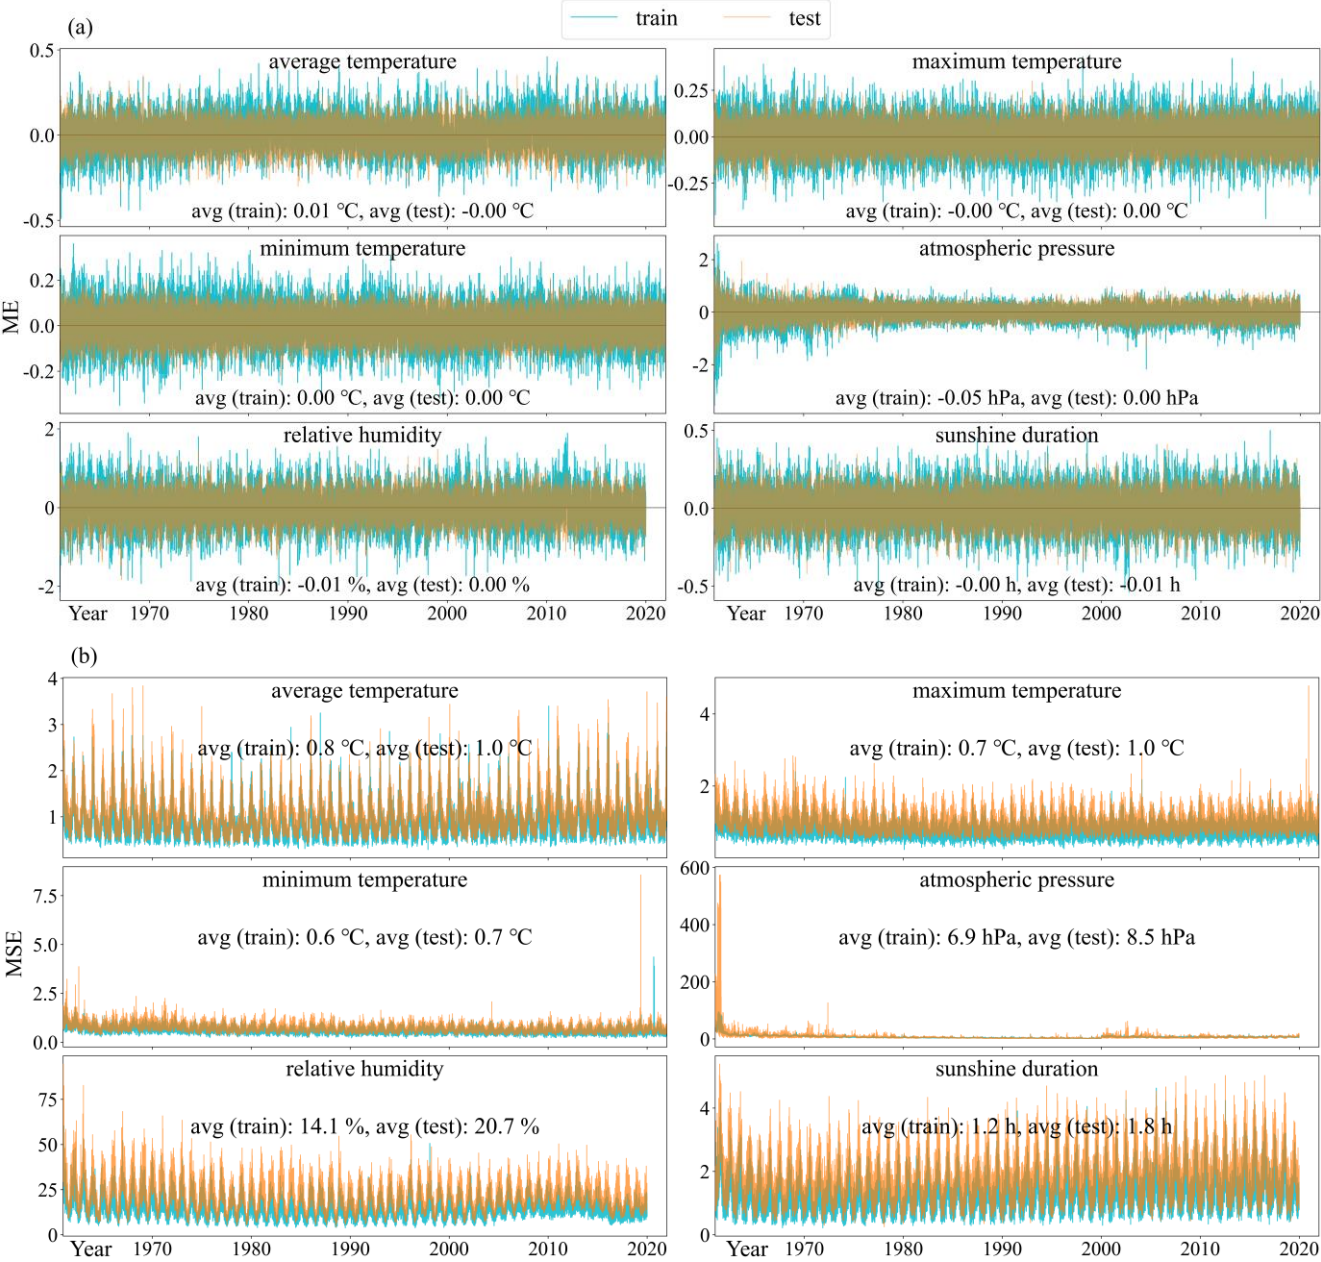 train test
(a)
average temperature maximum temperature
0.5
0.25
0.0 0.00
-0.25
-0.5
avg (train): 0.01 ℃, avg (test): -0.00 ℃ avg (train): -0.00 ℃, avg (test): 0.00 ℃
minimum temperature atmospheric pressure
0.2 2
0.0 0
-0.2 -2
avg (train): 0.00 ℃, avg (test): 0.00 ℃ avg (train): -0.05 hPa, avg (test): 0.00 hPa
ME
relative humidity sunshine duration
2 0.5
0 0.0
-2 -0.5
avg (train): -0.01 %, avg (test): 0.00 % avg (train): -0.00 h, avg (test): -0.01 h
Year 1970 1980 1990 2000 2010 2020 Year 1970 1980 1990 2000 2010 2020
(b)
average temperature maximum temperature
4
3 4
2 2
1
avg (train): 0.8 ℃, avg (test): 1.0 ℃ avg (train): 0.7 ℃, avg (test): 1.0 ℃
minimum temperature atmospheric pressure
7.5 600
5.0 400
2.5 200
0.0 0
avg (train): 0.6 ℃, avg (test): 0.7 ℃ avg (train): 6.9 hPa, avg (test): 8.5 hPa
MSE
relative humidity sunshine duration
75 4
50
25 2
0 0
avg (train): 14.1 %, avg (test): 20.7 % avg (train): 1.2 h, avg (test): 1.8 h
Year 1970 1980 1990 2000 2010 2020 Year 1970 1980 1990 2000 2010 2020